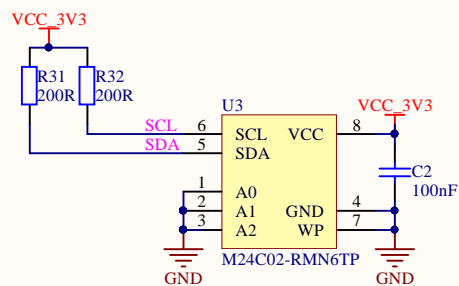 VCC_3V3
R31
200R
R32
200R
SCL
SDA
U3
6
5
1
2
3
SCL
SDA
A0
A1
A2
VCC
GND
WP
8
4
7
M24C02-RMN6TP
GND
VCC_3V3
C2
100nF
GND